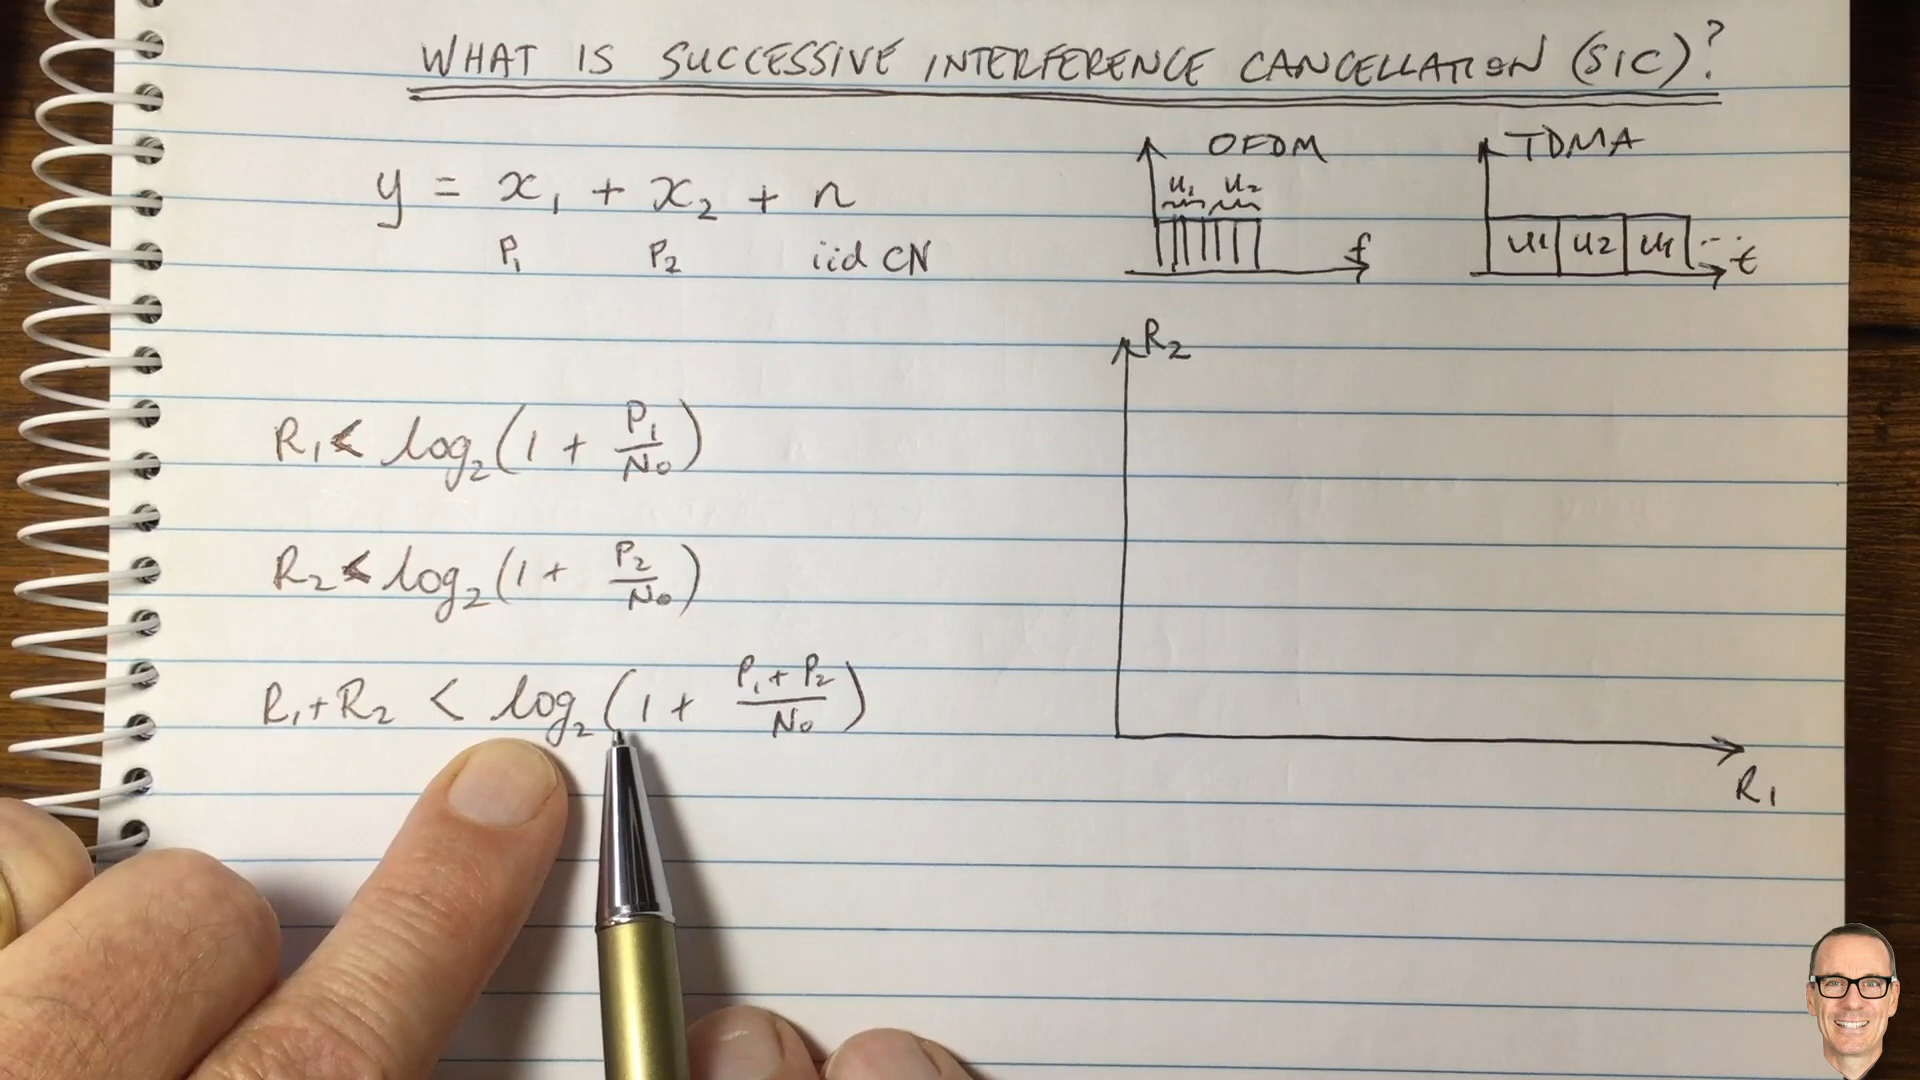 WHAT IS SUCCESSIVE INTERFERENCE CANCELLATION (SIC)?
y = x₁ + x₂ + n
P₁ P₂ iid CN
OFDM
u₁ u₂
f
TDMA
u1 u2 u1 ...
t
R₁ < log₂(1 + P₁/N₀)
R₂ < log₂(1 + P₂/N₀)
R₁+R₂ < log₂(1 + P₁+P₂/N₀)
R₂
R₁